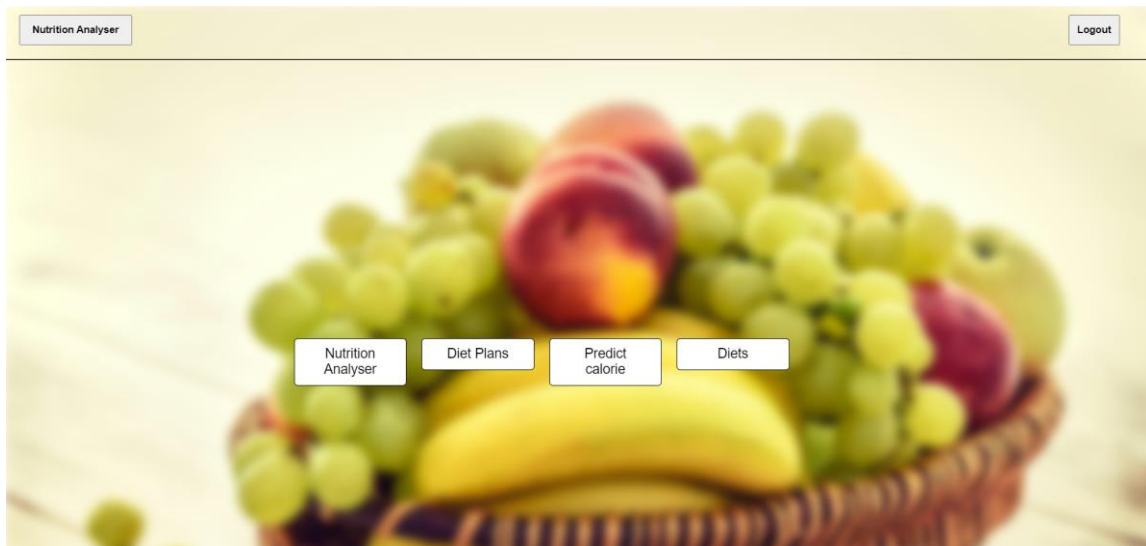 Nutrition Analyser
Logout
Nutrition
Analyser
Diet Plans
Predict
calorie
Diets